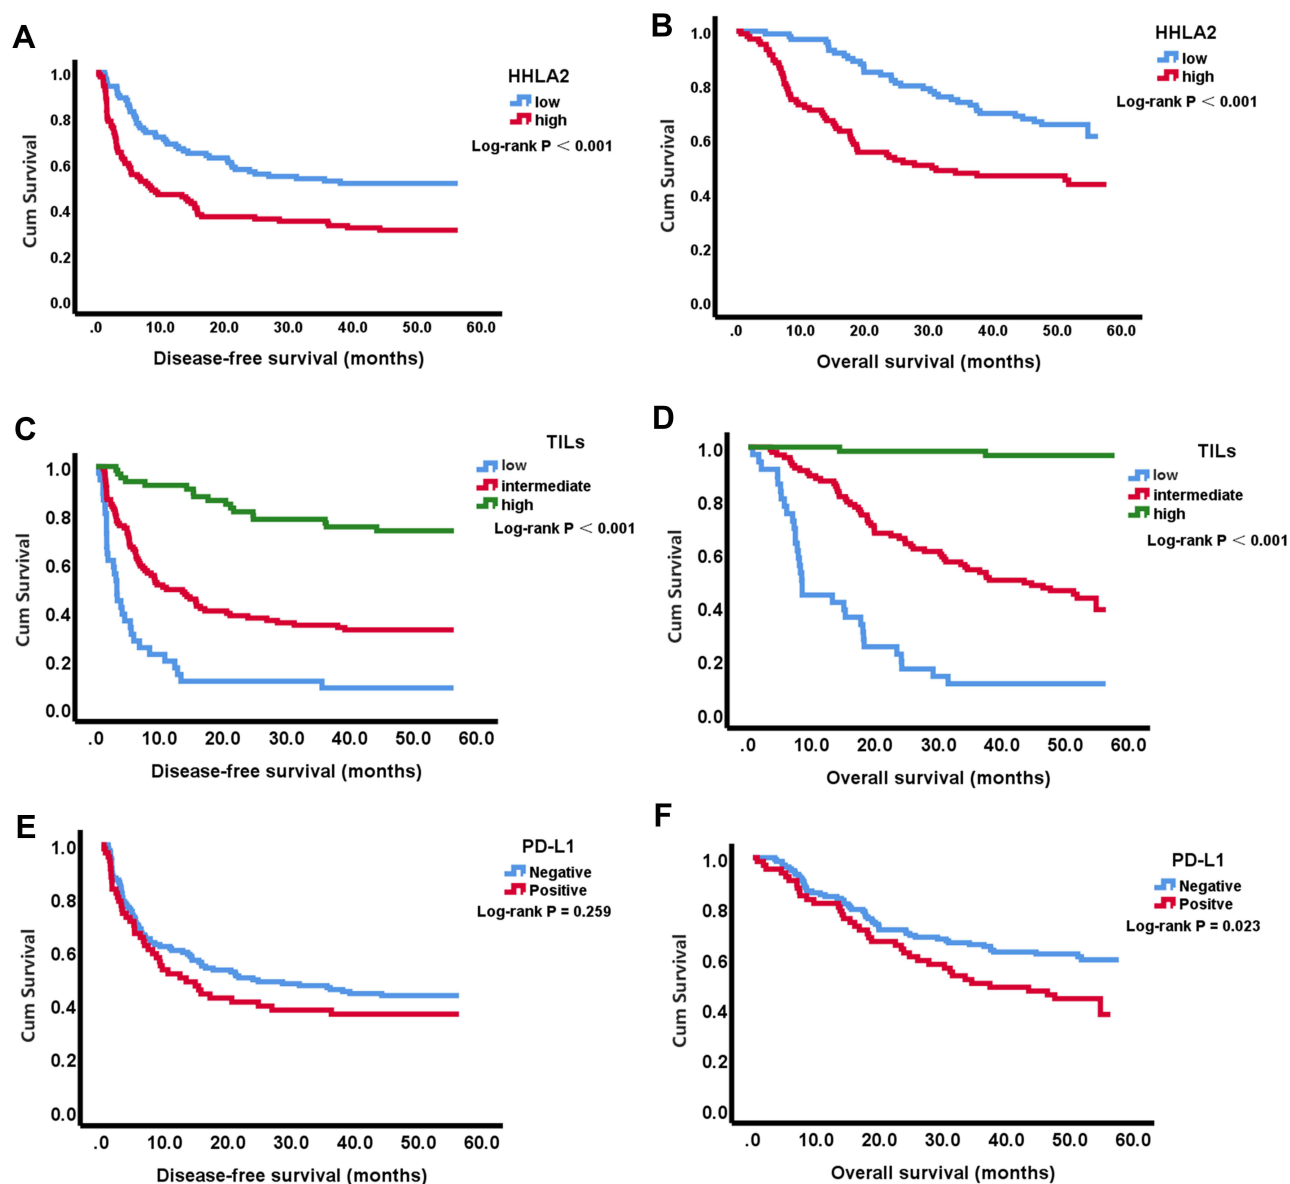 A
HHLA2
low
high
Log-rank P < 0.001
1.0
0.8
0.6
0.4
0.2
0.0
Cum Survival
.0 10.0 20.0 30.0 40.0 50.0 60.0
Disease-free survival (months)
B
HHLA2
low
high
Log-rank P < 0.001
1.0
0.8
0.6
0.4
0.2
0.0
Cum Survival
.0 10.0 20.0 30.0 40.0 50.0 60.0
Overall survival (months)
C
TILs
low
intermediate
high
Log-rank P < 0.001
1.0
0.8
0.6
0.4
0.2
0.0
Cum Survival
.0 10.0 20.0 30.0 40.0 50.0 60.0
Disease-free survival (months)
D
TILs
low
intermediate
high
Log-rank P < 0.001
1.0
0.8
0.6
0.4
0.2
0.0
Cum Survival
.0 10.0 20.0 30.0 40.0 50.0 60.0
Overall survival (months)
E
PD-L1
Negative
Positive
Log-rank P = 0.259
1.0
0.8
0.6
0.4
0.2
0.0
Cum Survival
.0 10.0 20.0 30.0 40.0 50.0 60.0
Disease-free survival (months)
F
PD-L1
Negative
Positve
Log-rank P = 0.023
1.0
0.8
0.6
0.4
0.2
0.0
Cum Survival
.0 10.0 20.0 30.0 40.0 50.0 60.0
Overall survival (months)